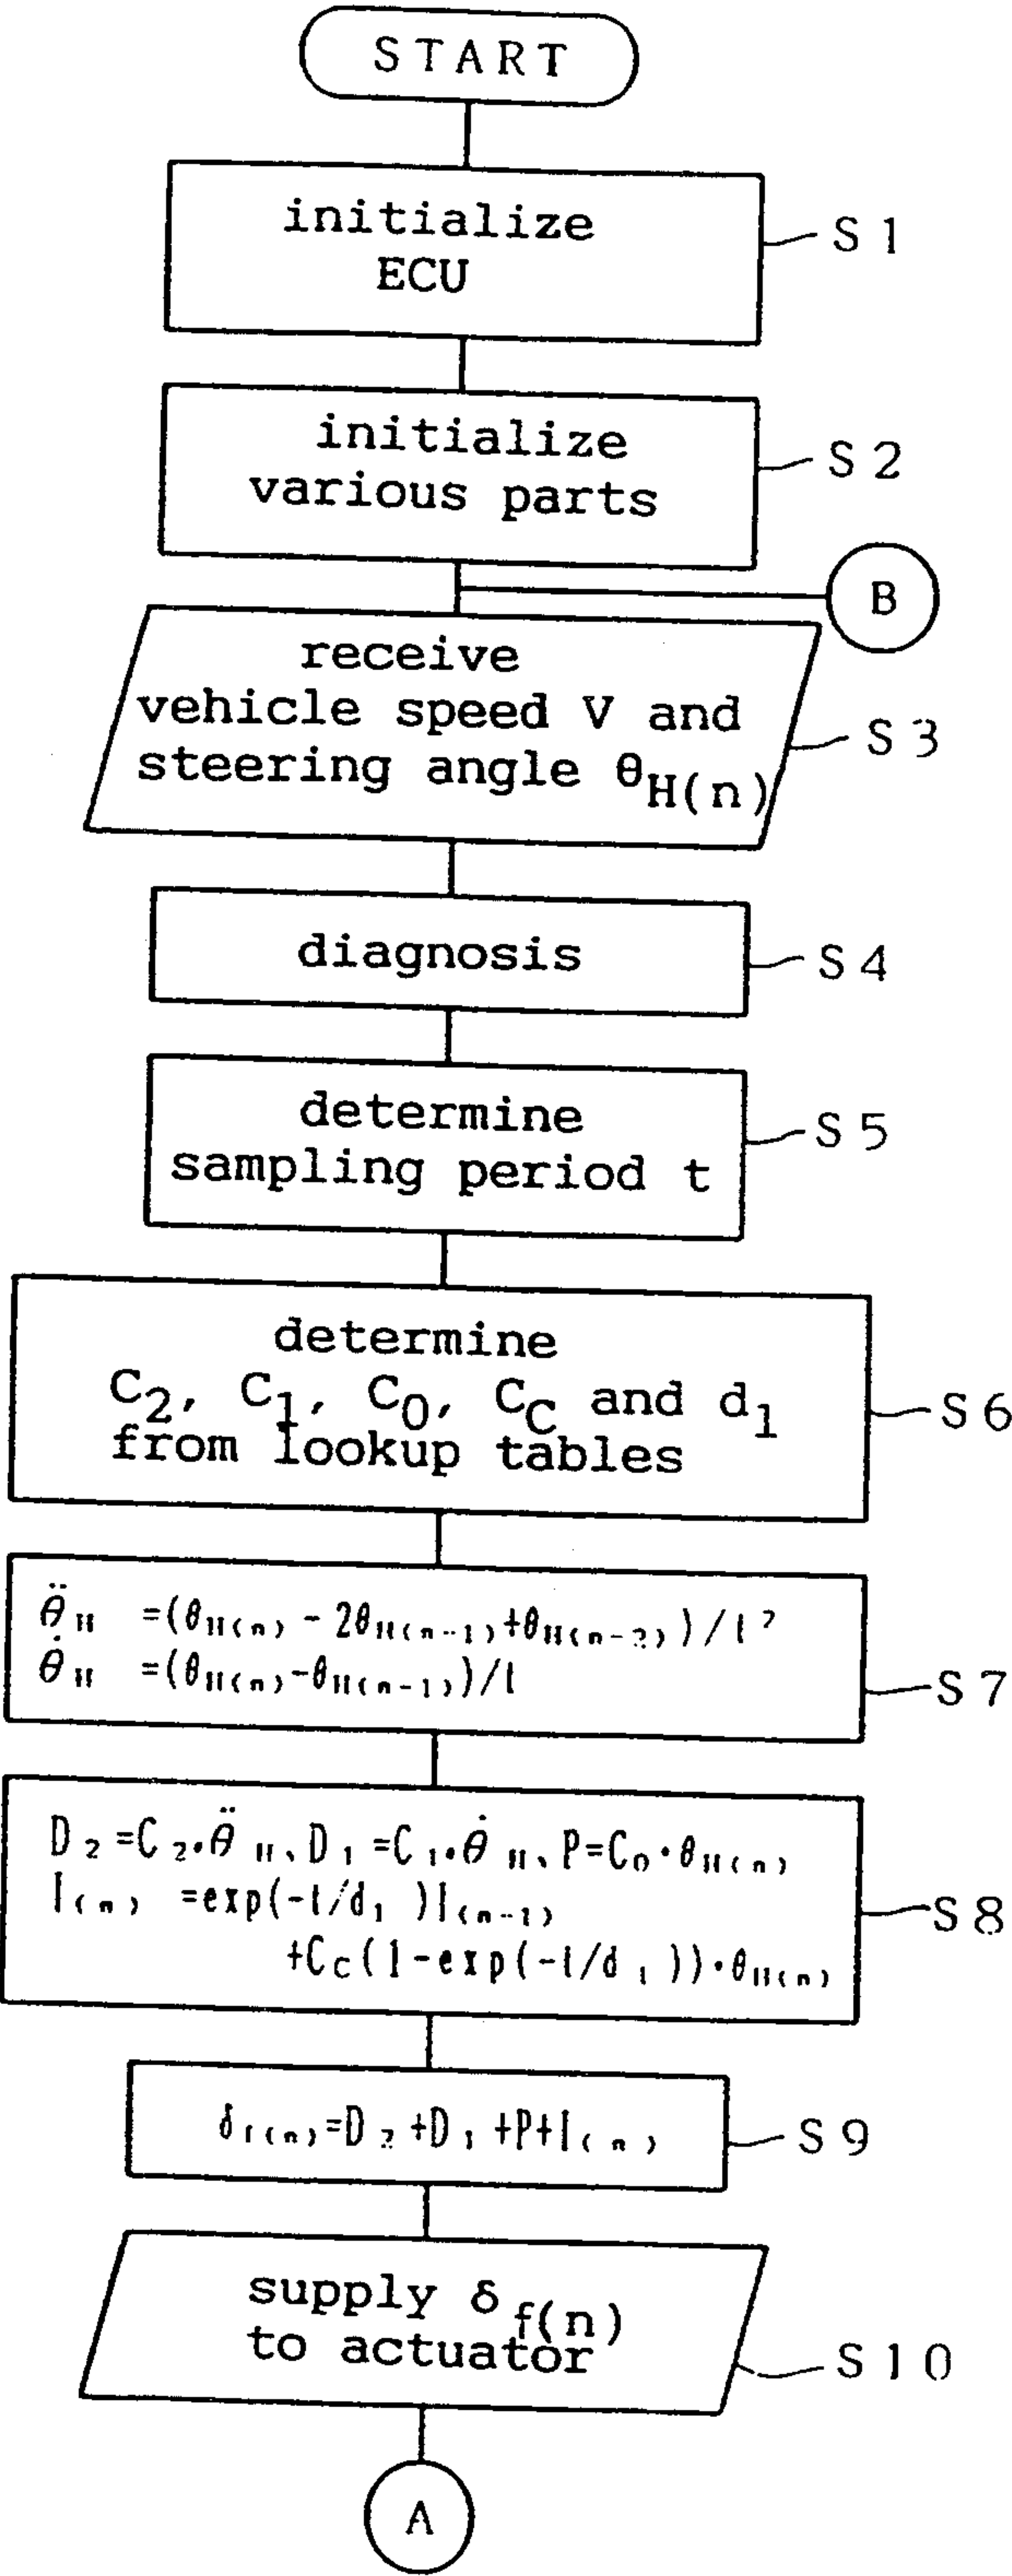 START
initialize
ECU
S1
initialize
various parts
S2
B
receive
vehicle speed V and
steering angle θH(n)
S3
diagnosis
S4
determine
sampling period t
S5
determine
C2, C1, C0, CC and d1
from lookup tables
S6
θ̈H =(θH(n)-2θH(n-1)+θH(n-2))/t²
θ̇H =(θH(n)-θH(n-1))/t
S7
D2=C2·θ̈H、D1=C1·θ̇H、P=C0·θH(n)
I(n) =exp(-t/d1)I(n-1)
+CC(1-exp(-t/d1))·θH(n)
S8
δf(n)=D2+D1+P+I(n)
S9
supply δf(n)
to actuator
S10
A